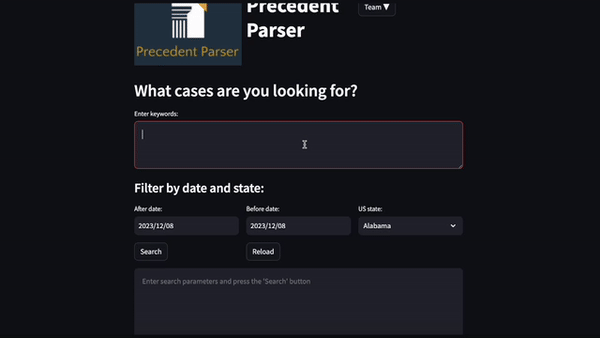 Precedent Parser
Precedent
Parser
Team ▼
What cases are you looking for?
Enter keywords:
Filter by date and state:
After date:
Before date:
US state:
2023/12/08
2023/12/08
Alabama
Search
Reload
Enter search parameters and press the 'Search' button